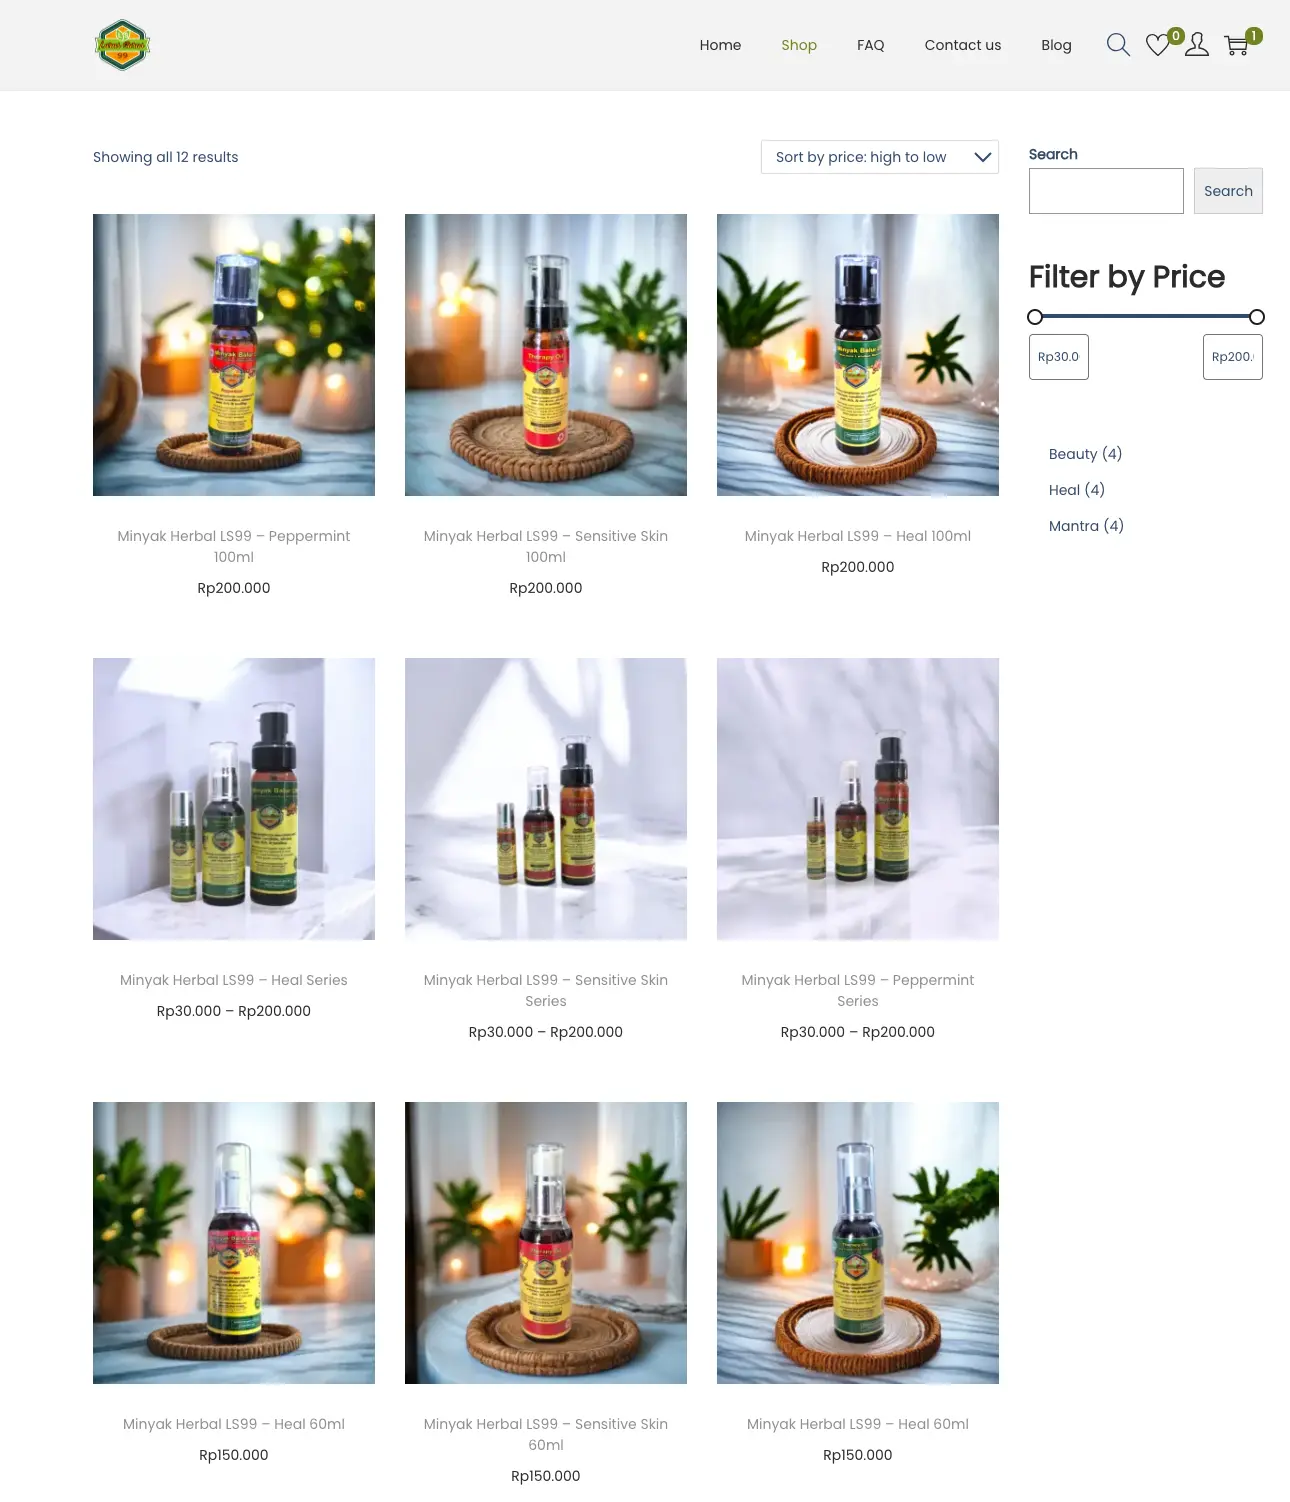 Home
Shop
FAQ
Contact us
Blog
0
1
Showing all 12 results
Sort by price: high to low
Search
Search
Filter by Price
Rp30.0
Rp200.
Beauty (4)
Heal (4)
Mantra (4)
Minyak Herbal LS99 – Peppermint
100ml
Rp200.000
Minyak Herbal LS99 – Sensitive Skin
100ml
Rp200.000
Minyak Herbal LS99 – Heal 100ml
Rp200.000
Minyak Herbal LS99 – Heal Series
Rp30.000 – Rp200.000
Minyak Herbal LS99 – Sensitive Skin
Series
Rp30.000 – Rp200.000
Minyak Herbal LS99 – Peppermint
Series
Rp30.000 – Rp200.000
Minyak Herbal LS99 – Heal 60ml
Rp150.000
Minyak Herbal LS99 – Sensitive Skin
60ml
Rp150.000
Minyak Herbal LS99 – Heal 60ml
Rp150.000